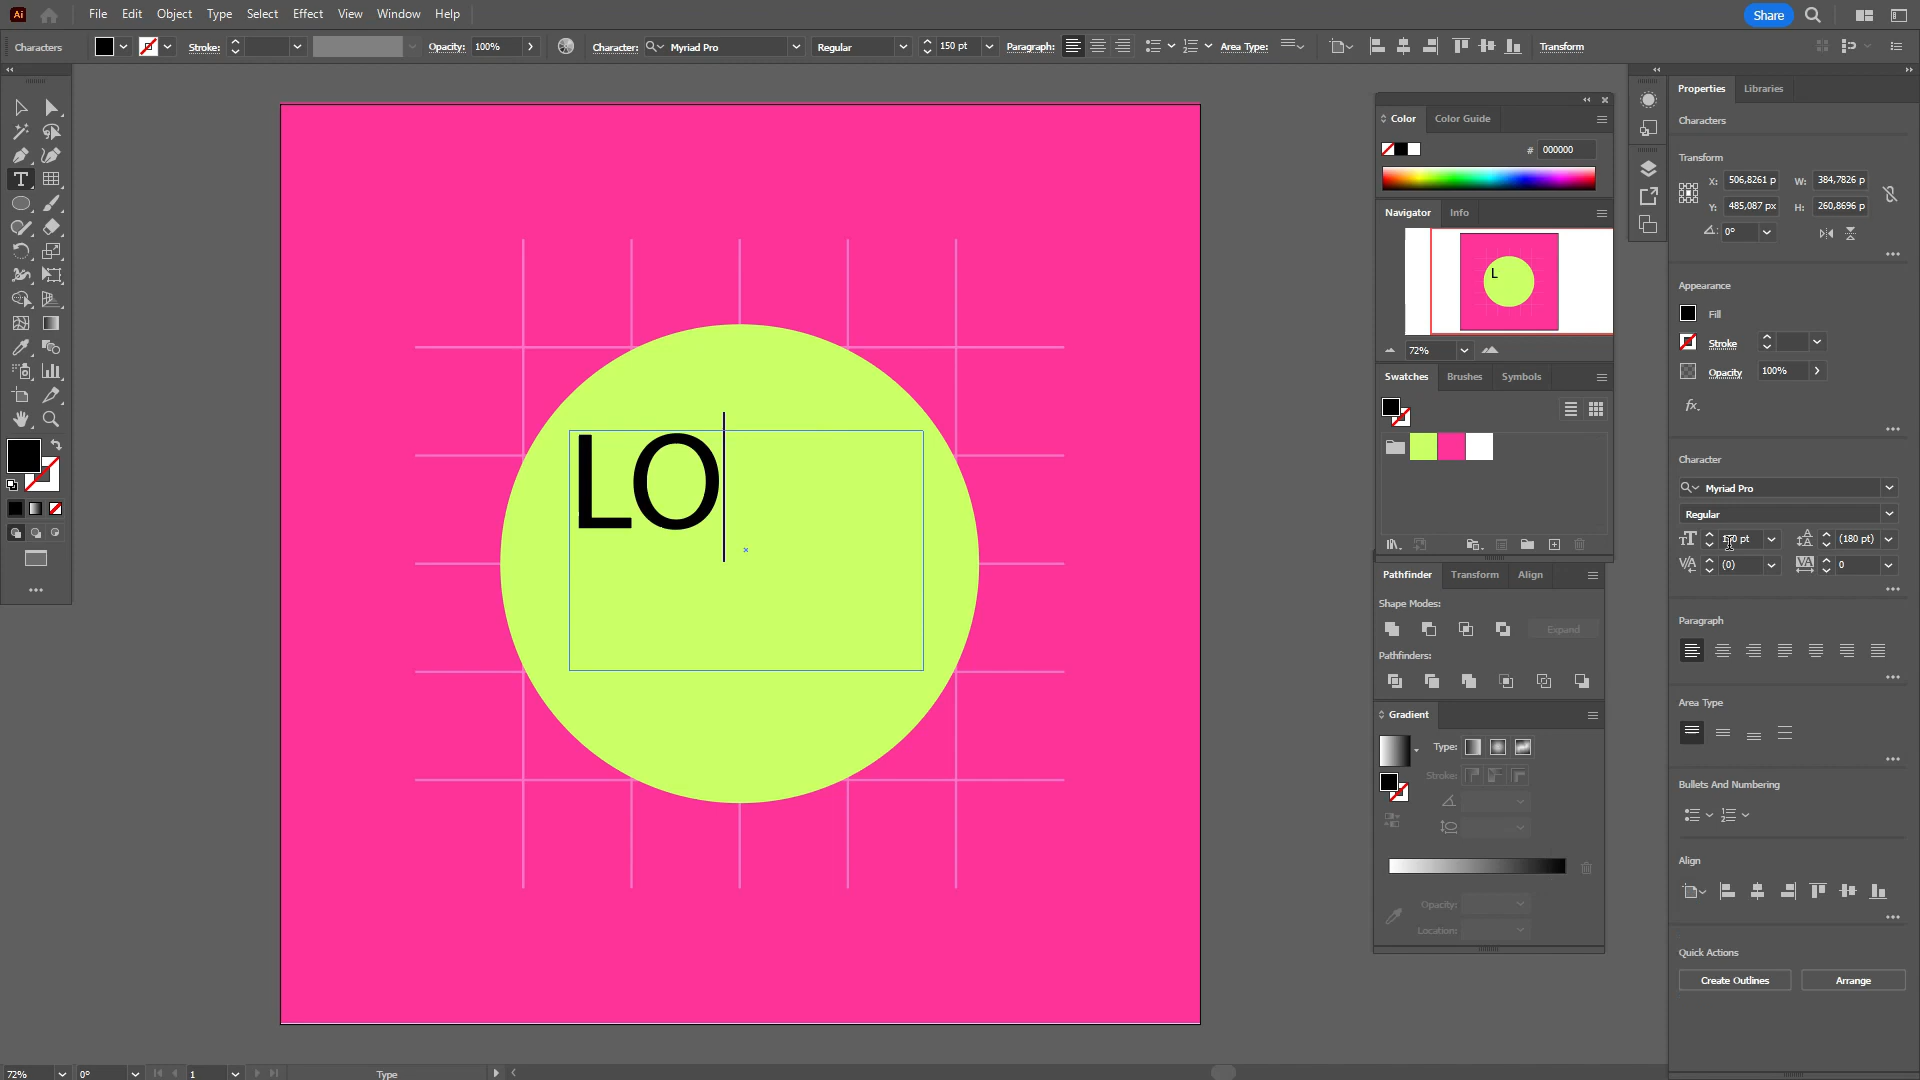 Ai File Edit Object Type Select Effect View Window Help Share
Characters Stroke: Opacity: 100% Character: Myriad Pro Regular 150 pt Paragraph: Area Type: Transform
Color Color Guide
# 000000
Navigator Info
L
72%
Swatches Brushes Symbols
Pathfinder Transform Align
Shape Modes:
Expand
Pathfinders:
Gradient
Type:
Stroke:
Opacity:
Location:
Properties Libraries
Characters
Transform
X: 506,8261 p W: 384,7826 p
Y: 485,087 px H: 260,8696 p
0°
Appearance
Fill
Stroke
Opacity 100%
fx.
Character
Myriad Pro
Regular
150 pt (180 pt)
(0) 0
Paragraph
Area Type
Bullets And Numbering
Align
Quick Actions
Create Outlines Arrange
LO
72% 0° 1 Type